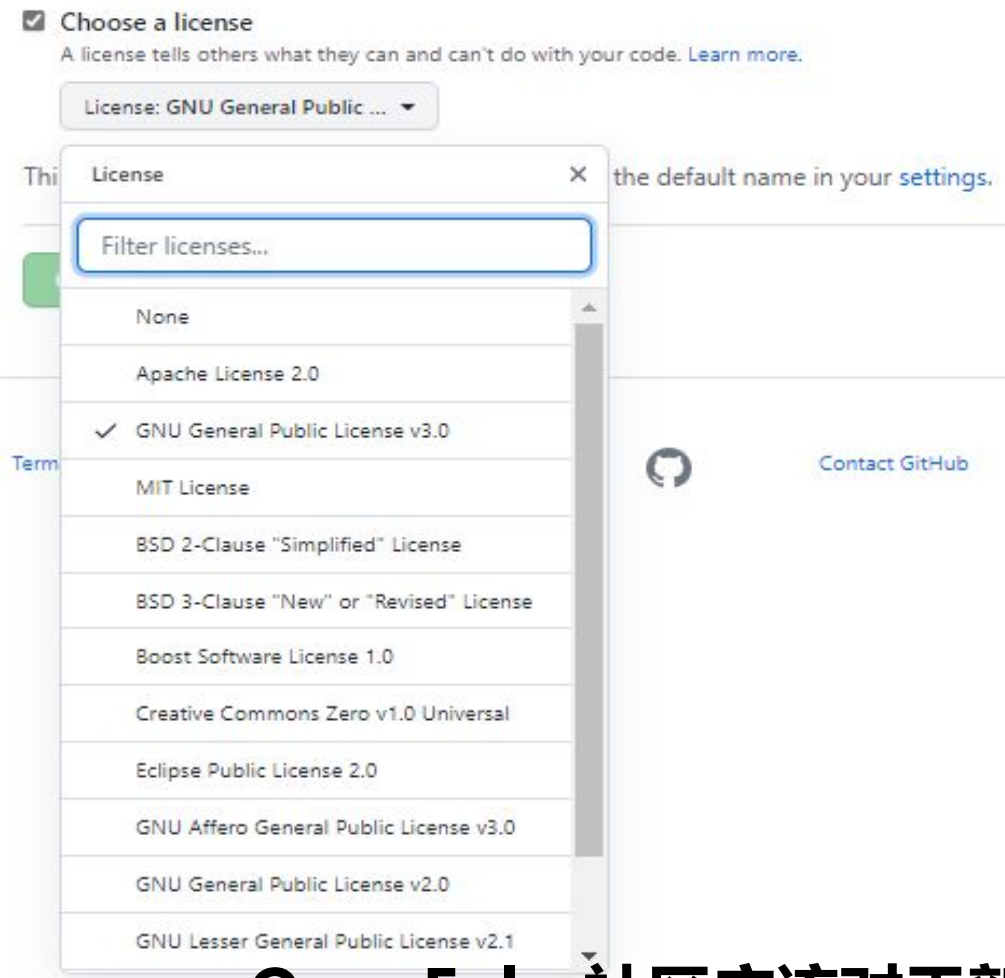 Choose a license
A license tells others what they can and can't do with your code. Learn more.
License: GNU General Public ...
Thi
License
the default name in your settings.
Filter licenses...
None
Apache License 2.0
GNU General Public License v3.0
Term
Contact GitHub
MIT License
BSD 2-Clause "Simplified" License
BSD 3-Clause "New" or "Revised" License
Boost Software License 1.0
Creative Commons Zero v1.0 Universal
Eclipse Public License 2.0
GNU Affero General Public License v3.0
GNU General Public License v2.0
GNU Lesser General Public License v2.1